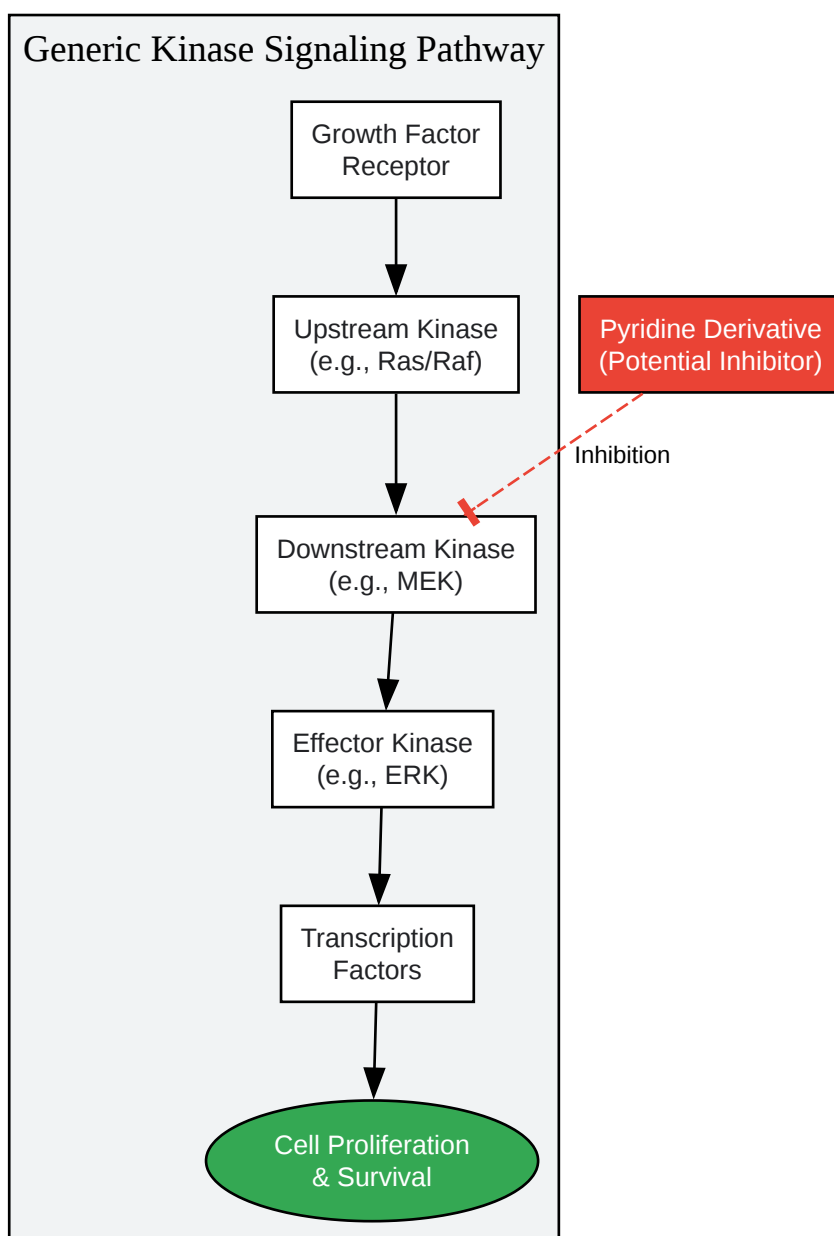 Generic Kinase Signaling Pathway
Growth Factor
Receptor
Upstream Kinase
(e.g., Ras/Raf)
Pyridine Derivative
(Potential Inhibitor)
Inhibition
Downstream Kinase
(e.g., MEK)
Effector Kinase
(e.g., ERK)
Transcription
Factors
Cell Proliferation
& Survival